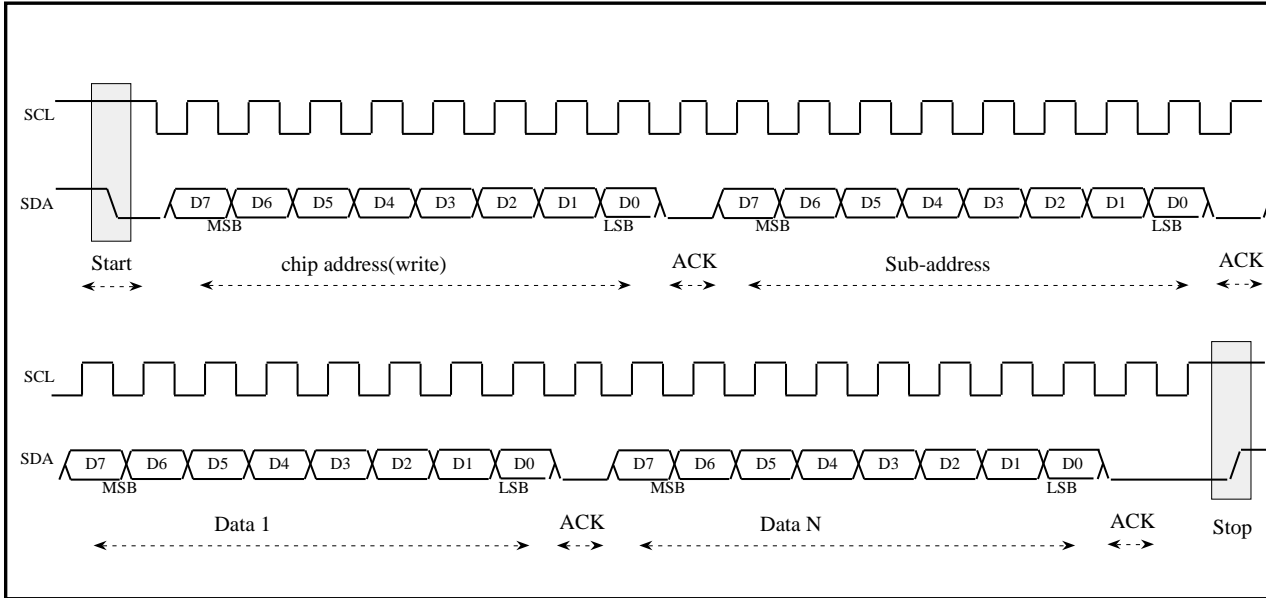 SCL
SDA D7 D6 D5 D4 D3 D2 D1 D0 D7 D6 D5 D4 D3 D2 D1 D0
MSB LSB MSB LSB
Start chip address(write) ACK Sub-address ACK
SCL
SDA D7 D6 D5 D4 D3 D2 D1 D0 D7 D6 D5 D4 D3 D2 D1 D0
MSB LSB MSB LSB
Data 1 ACK Data N ACK Stop